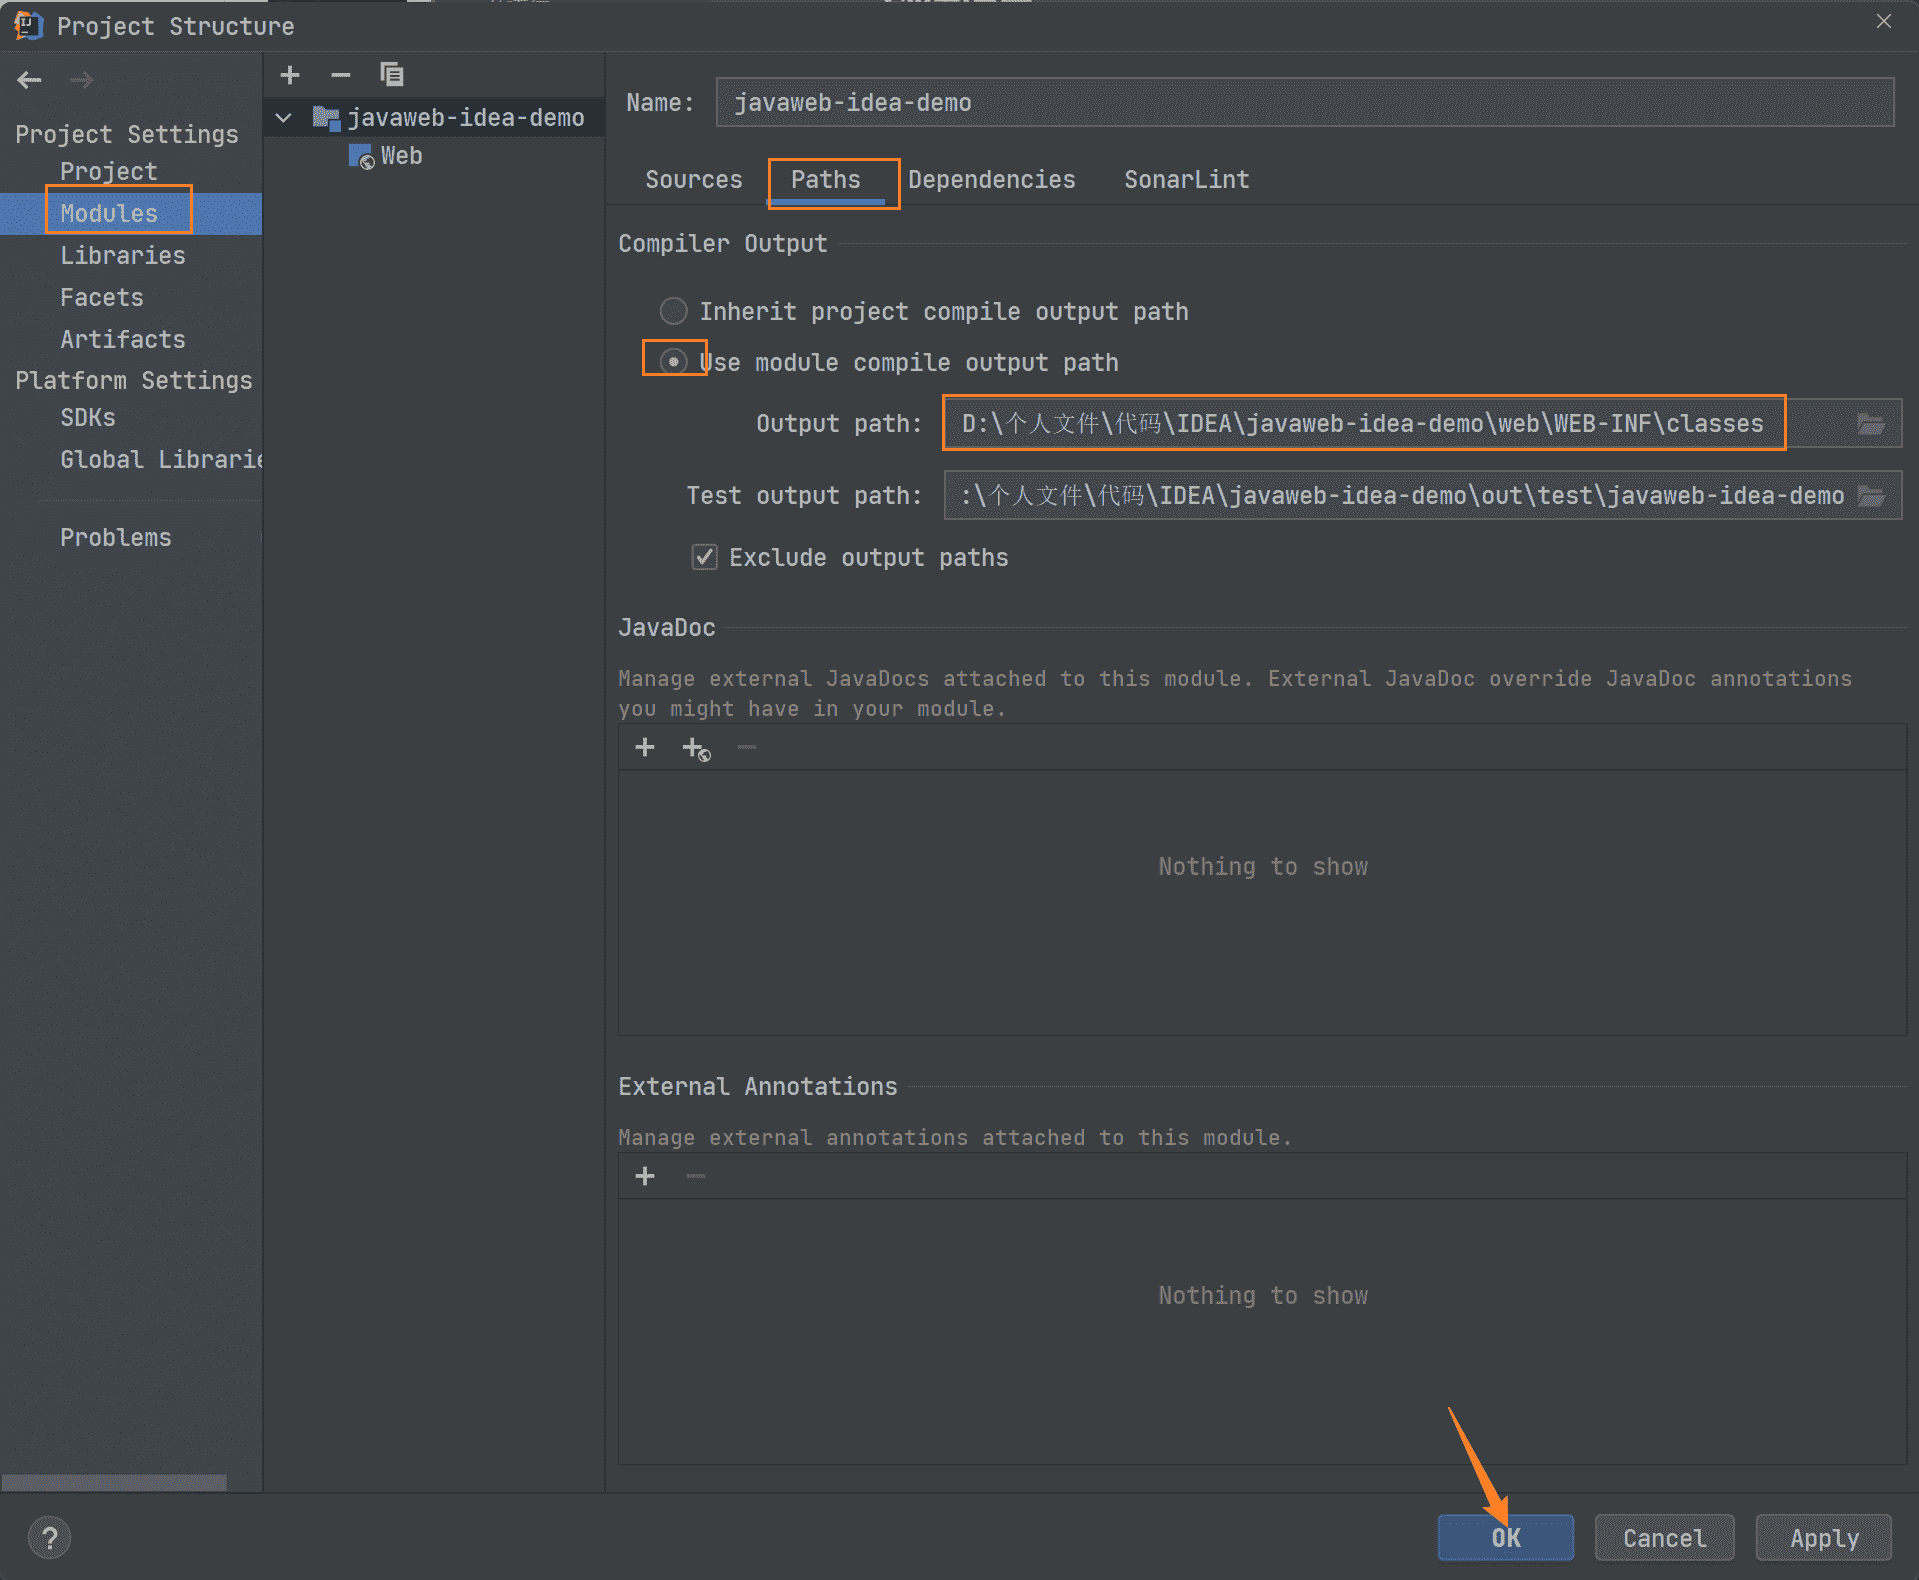 Project Structure
Project Settings
Project
Modules
Libraries
Facets
Artifacts
Platform Settings
SDKs
Global Librarie
Problems
javaweb-idea-demo
Web
Name: javaweb-idea-demo
Sources Paths Dependencies SonarLint
Compiler Output
Inherit project compile output path
Use module compile output path
Output path: D:\个人文件\代码\IDEA\javaweb-idea-demo\web\WEB-INF\classes
Test output path: :\个人文件\代码\IDEA\javaweb-idea-demo\out\test\javaweb-idea-demo
Exclude output paths
JavaDoc
Manage external JavaDocs attached to this module. External JavaDoc override JavaDoc annotations
you might have in your module.
Nothing to show
External Annotations
Manage external annotations attached to this module.
Nothing to show
? OK Cancel Apply